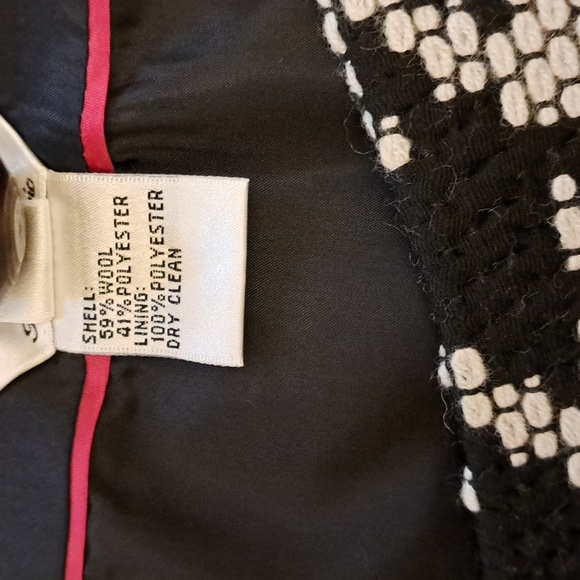 SHELL:
59% WOOL
41% POLYESTER
LINING:
100% POLYESTER
DRY CLEAN